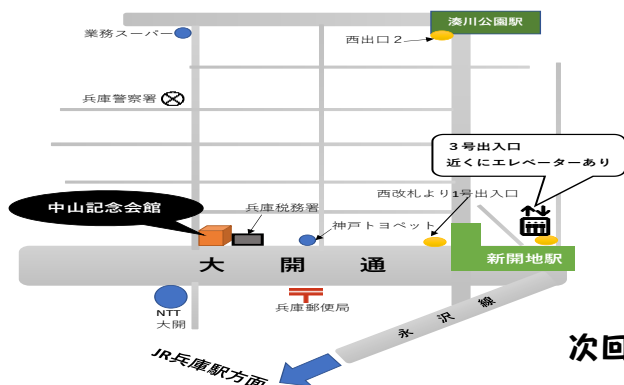 湊川公園駅
業務スーパー
西出口２
兵庫警察署
３号出入口
近くにエレベーターあり
西改札より1号出入口
中山記念会館
兵庫税務署
神戸トヨペット
大開通
新開地駅
NTT
大開
兵庫郵便局
永沢線
JR兵庫駅方面
次回